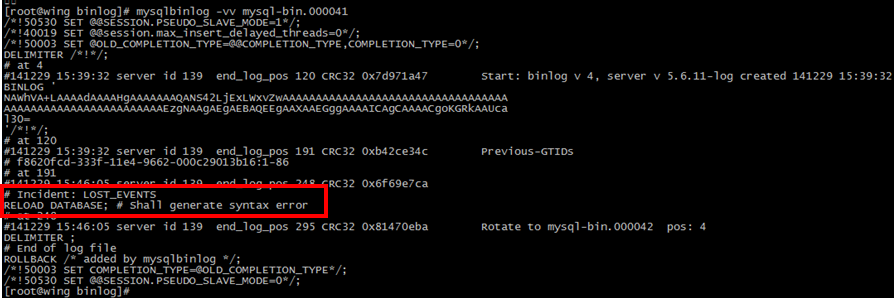 [root@wing binlog]# mysqlbinlog -vv mysql-bin.000041
/*!50530 SET @@SESSION.PSEUDO_SLAVE_MODE=1*/;
/*!40019 SET @@session.max_insert_delayed_threads=0*/;
/*!50003 SET @OLD_COMPLETION_TYPE=@@COMPLETION_TYPE,COMPLETION_TYPE=0*/;
DELIMITER /*!*/;
# at 4
#141229 15:39:32 server id 139  end_log_pos 120 CRC32 0x7d971a47        Start: binlog v 4, server v 5.6.11-log created 141229 15:39:32
BINLOG '
NAWhVA+LAAAAdAAAAHgAAAAAAAQANS42LjExLWxvZwAAAAAAAAAAAAAAAAAAAAAAAAAAAAAAAAAA
AAAAAAAAAAAAAAAAAAAAAAAAEzgNAAgAEgAEBAQEEgAAXAAEGggAAAAICAgCAAAACgoKGRkAAUca
l30=
'/*!*/;
# at 120
#141229 15:39:32 server id 139  end_log_pos 191 CRC32 0xb42ce34c        Previous-GTIDs
# f8620fcd-333f-11e4-9662-000c29013b16:1-86
# at 191
#141229 15:46:05 server id 139  end_log_pos 248 CRC32 0x6f69e7ca
# Incident: LOST_EVENTS
RELOAD DATABASE; # Shall generate syntax error
# at 248
#141229 15:46:05 server id 139  end_log_pos 295 CRC32 0x81470eba        Rotate to mysql-bin.000042  pos: 4
DELIMITER ;
# End of log file
ROLLBACK /* added by mysqlbinlog */;
/*!50003 SET COMPLETION_TYPE=@OLD_COMPLETION_TYPE*/;
/*!50530 SET @@SESSION.PSEUDO_SLAVE_MODE=0*/;
[root@wing binlog]#